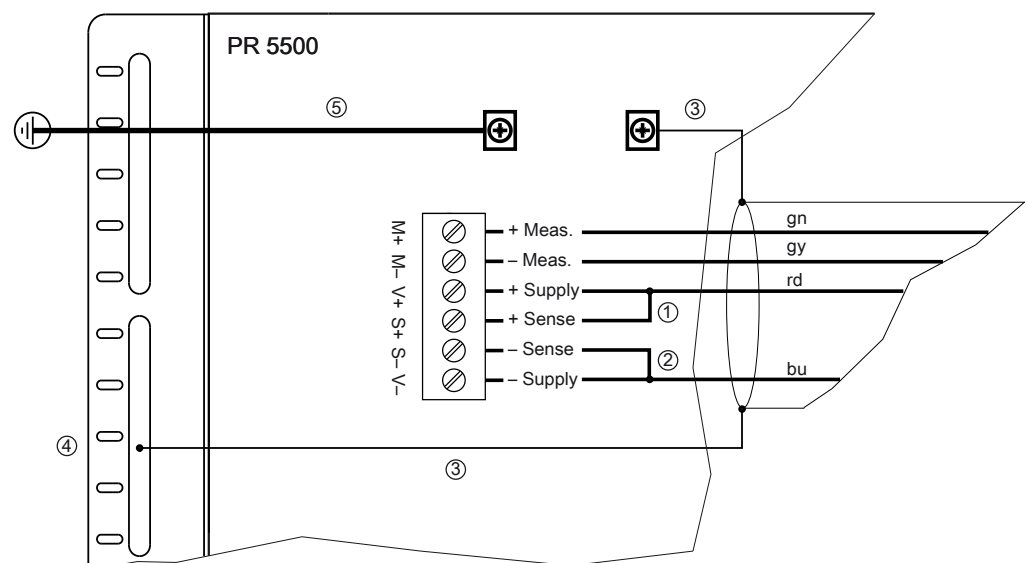 PR 5500
⑤
③
M+ M– V+ S+ S– V–
+ Meas.
– Meas.
+ Supply
+ Sense
– Sense
– Supply
gn
gy
rd
①
②
bu
④
③